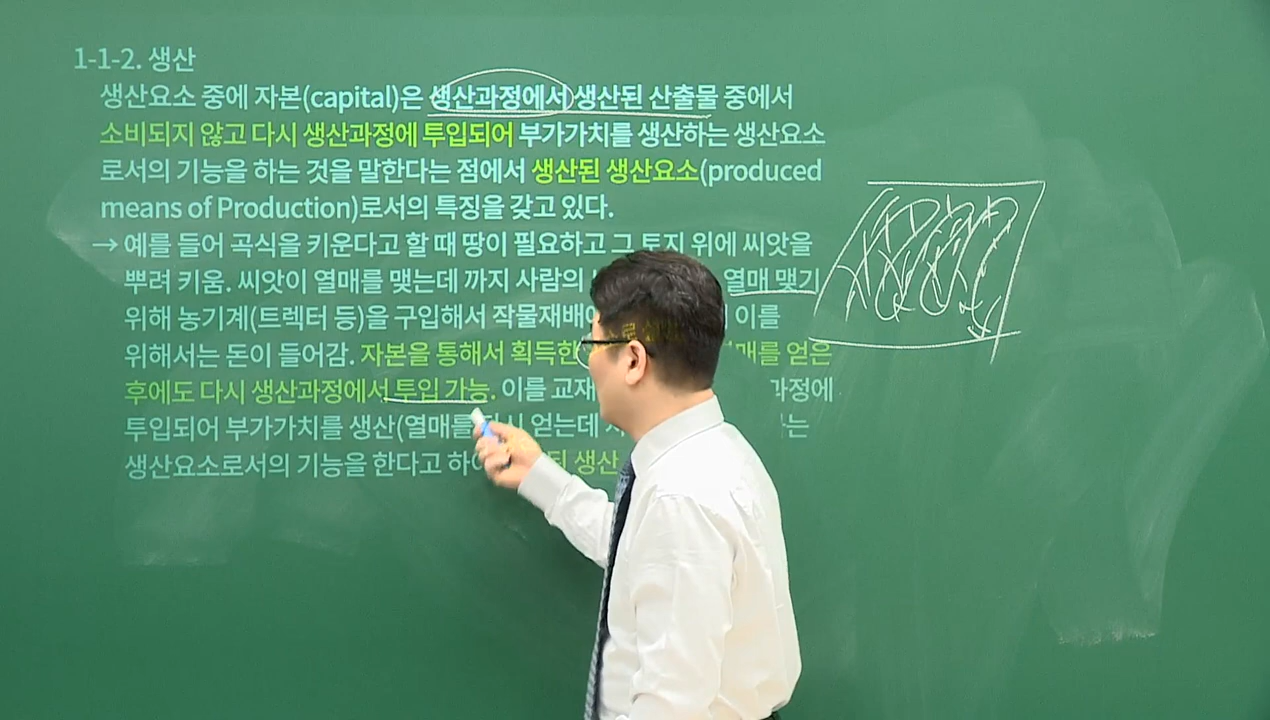 1-1-2. 생산
생산요소 중에 자본(capital)은 생산과정에서 생산된 산출물 중에서
소비되지 않고 다시 생산과정에 투입되어 부가가치를 생산하는 생산요소
로서의 기능을 하는 것을 말한다는 점에서 생산된 생산요소(produced
means of Production)로서의 특징을 갖고 있다.
→ 예를 들어 곡식을 키운다고 할 때 땅이 필요하고 그 토지 위에 씨앗을
뿌려 키움. 씨앗이 열매를 맺는데 까지 사람의 열매 맺기
위해 농기계(트렉터 등)을 구입해서 이를
위해서는 돈이 들어감. 자본을 통해서 획득한 얻은
후에도 다시 생산과정에서 투입 가능. 이를
투입되어 부가가치를 생산(열매를 다시 얻는데
생산요소로서의 기능을 한다고 생산